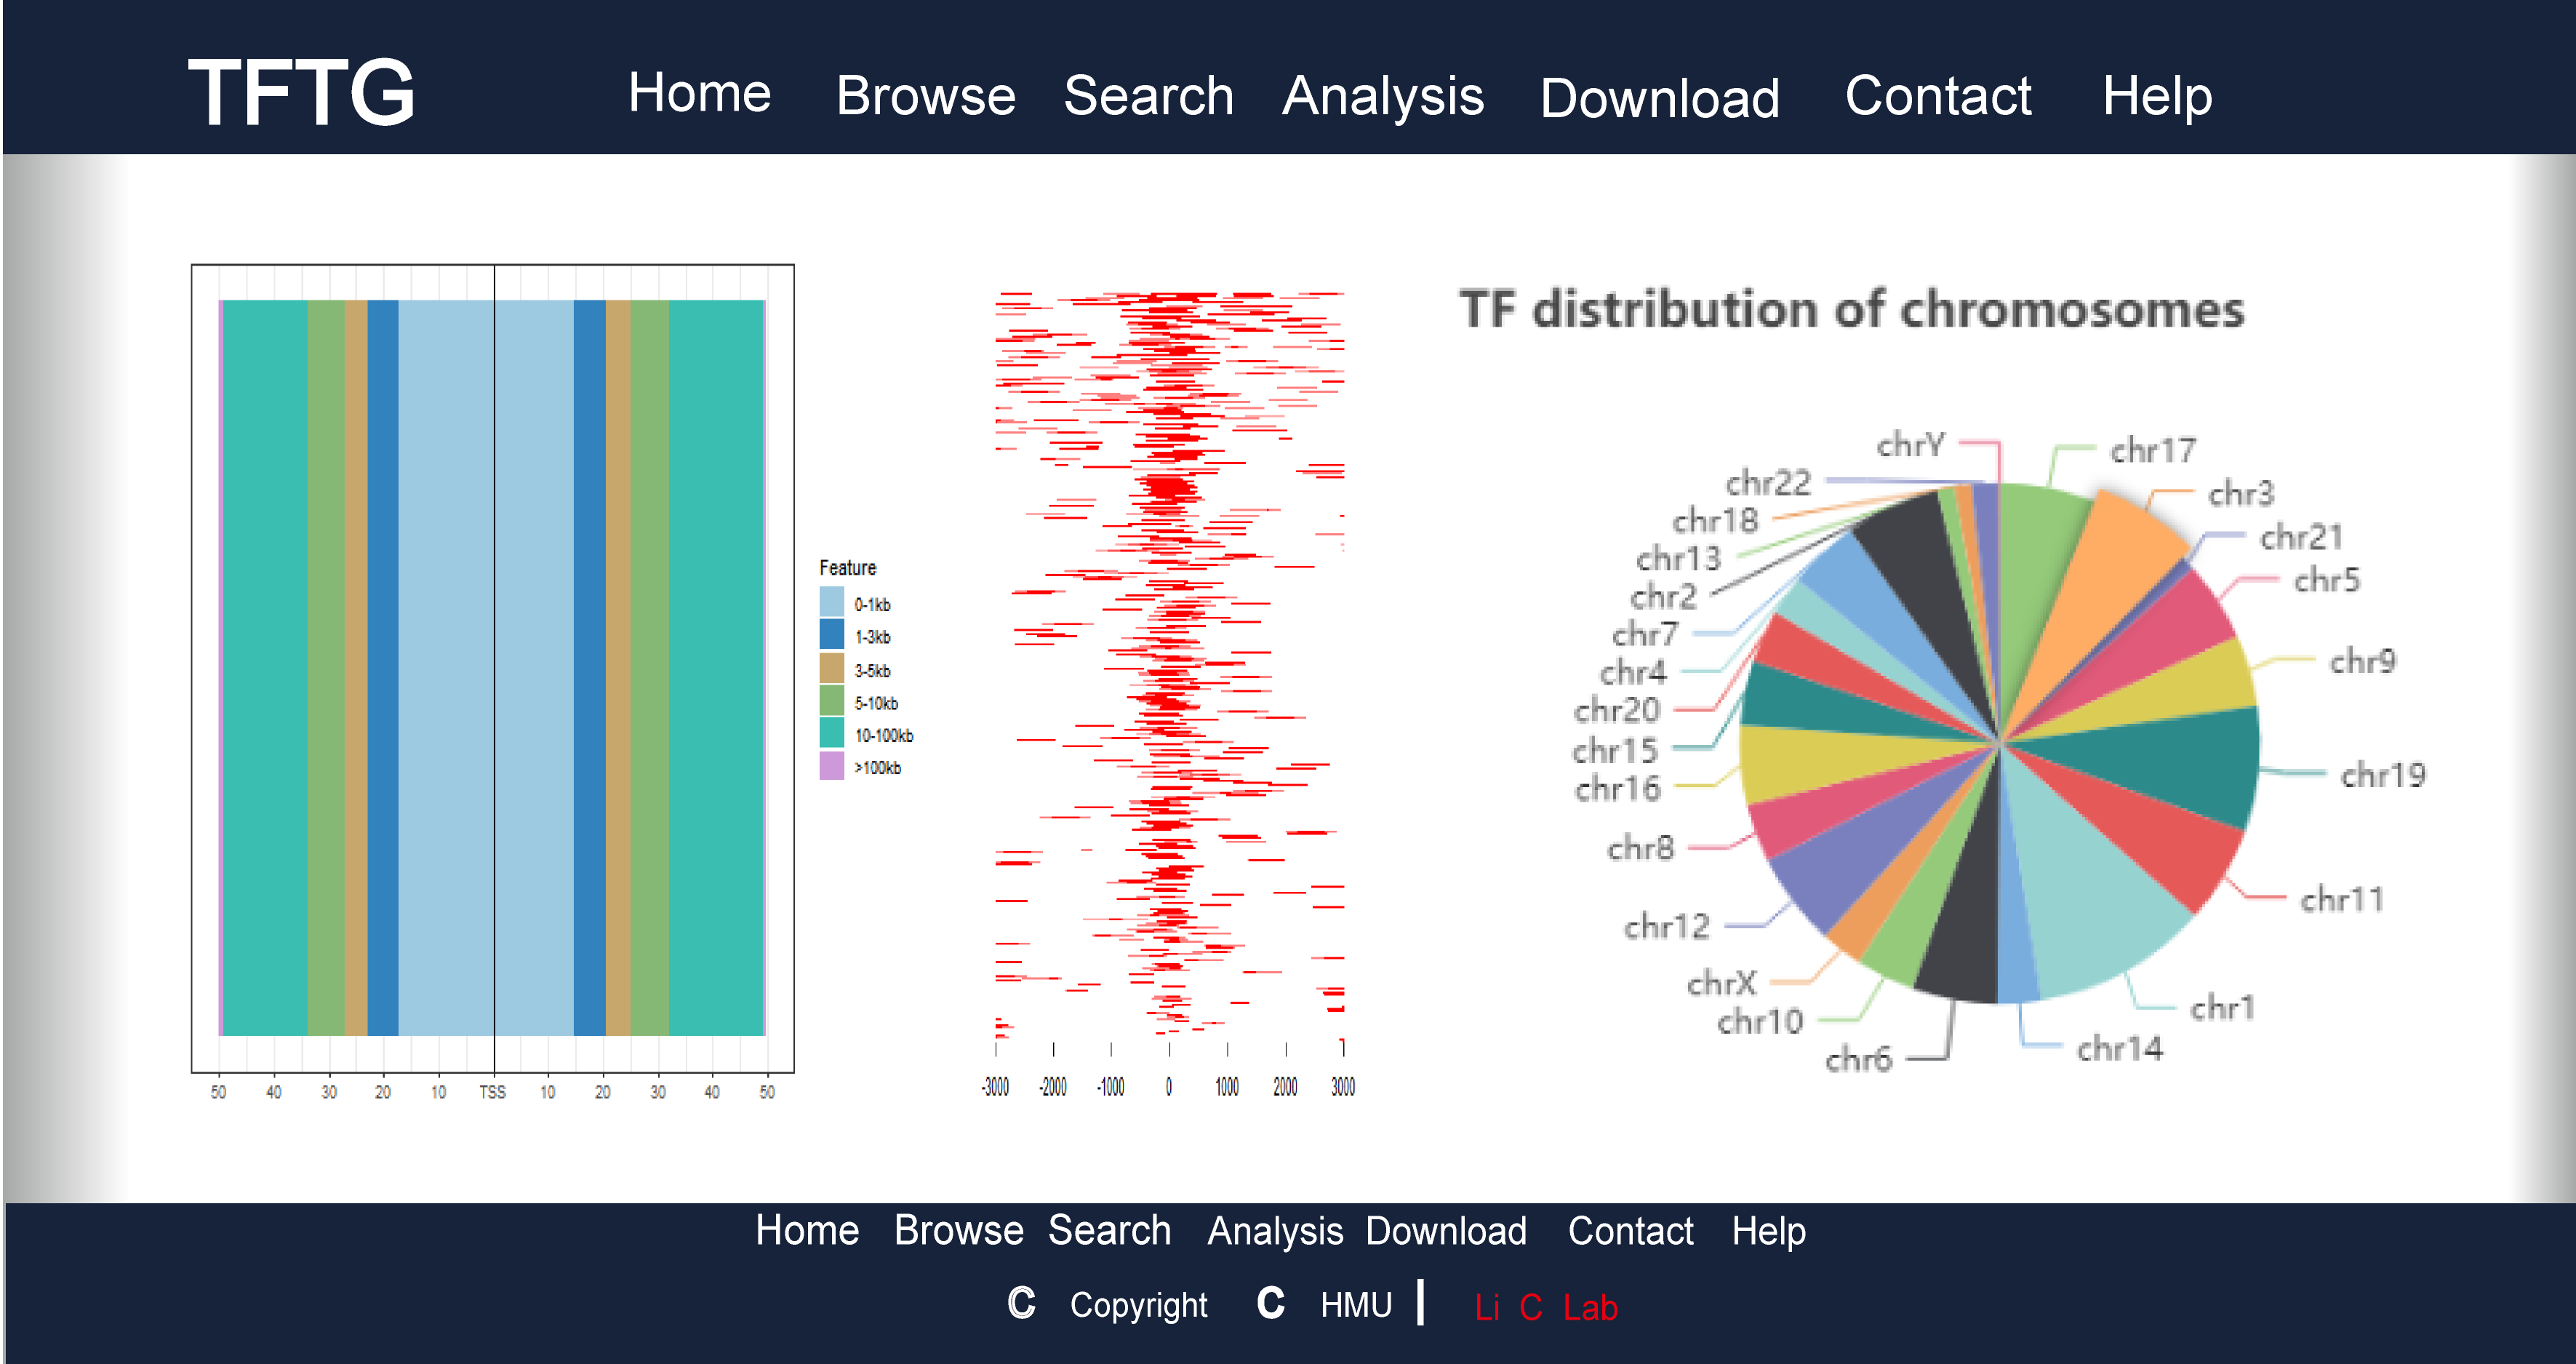 TFTG Home Browse Search Analysis Download Contact Help
Feature
0-1kb
1-3kb
3-5kb
5-10kb
10-100kb
>100kb
50 40 30 20 10 TSS 10 20 30 40 50
-3000 -2000 -1000 0 1000 2000 3000
TF distribution of chromosomes
chrY
chr17
chr22
chr3
chr18
chr21
chr13
chr5
chr2
chr7
chr9
chr4
chr20
chr15
chr19
chr16
chr8
chr11
chr12
chrX
chr1
chr10
chr14
chr6
Home Browse Search Analysis Download Contact Help
C Copyright C HMU | Li C Lab